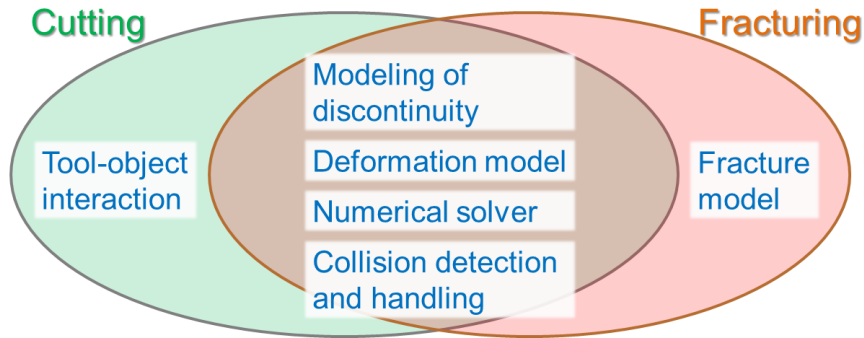 Cutting
Fracturing
Modeling of
discontinuity
Tool-object
interaction
Deformation model
Numerical solver
Collision detection
and handling
Fracture
model